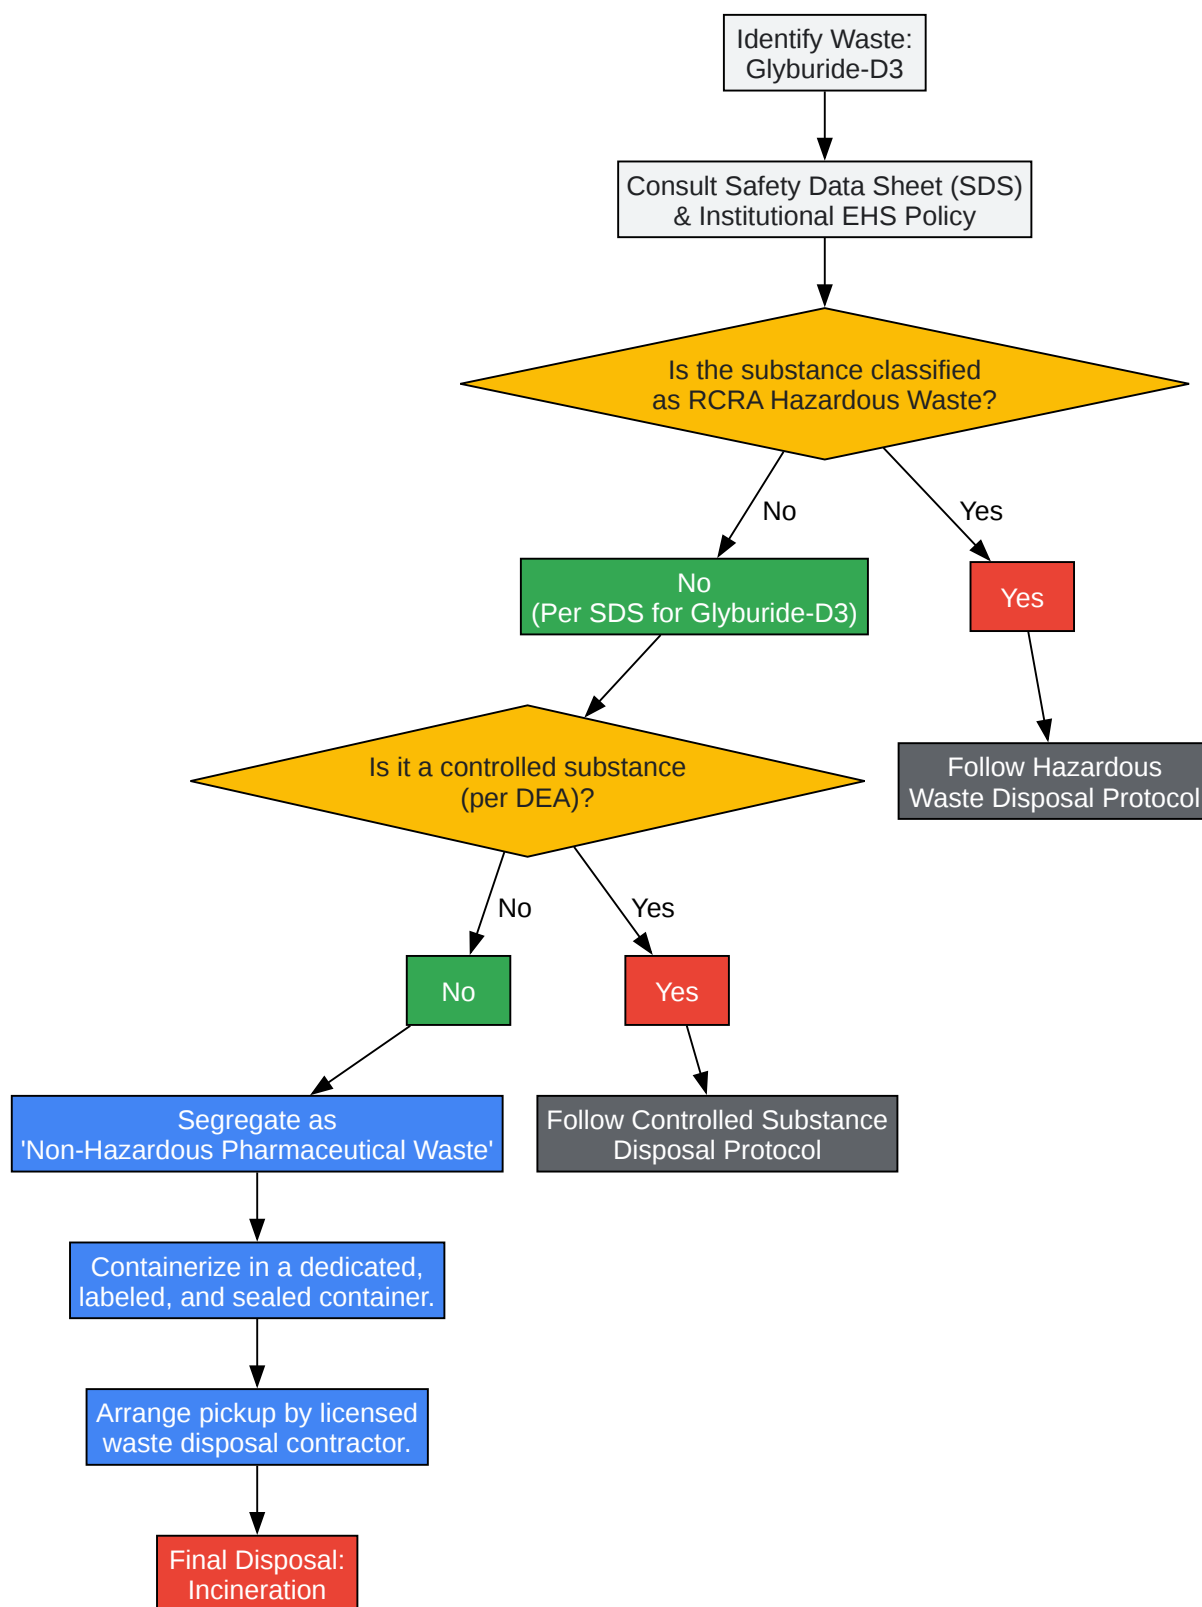 Identify Waste:
Glyburide-D3
Consult Safety Data Sheet (SDS)
& Institutional EHS Policy
Is the substance classified
as RCRA Hazardous Waste?
No
Yes
No
(Per SDS for Glyburide-D3)
Yes
Is it a controlled substance
(per DEA)?
Follow Hazardous
Waste Disposal Protocol
No
Yes
No
Yes
Segregate as
'Non-Hazardous Pharmaceutical Waste'
Follow Controlled Substance
Disposal Protocol
Containerize in a dedicated,
labeled, and sealed container.
Arrange pickup by licensed
waste disposal contractor.
Final Disposal:
Incineration